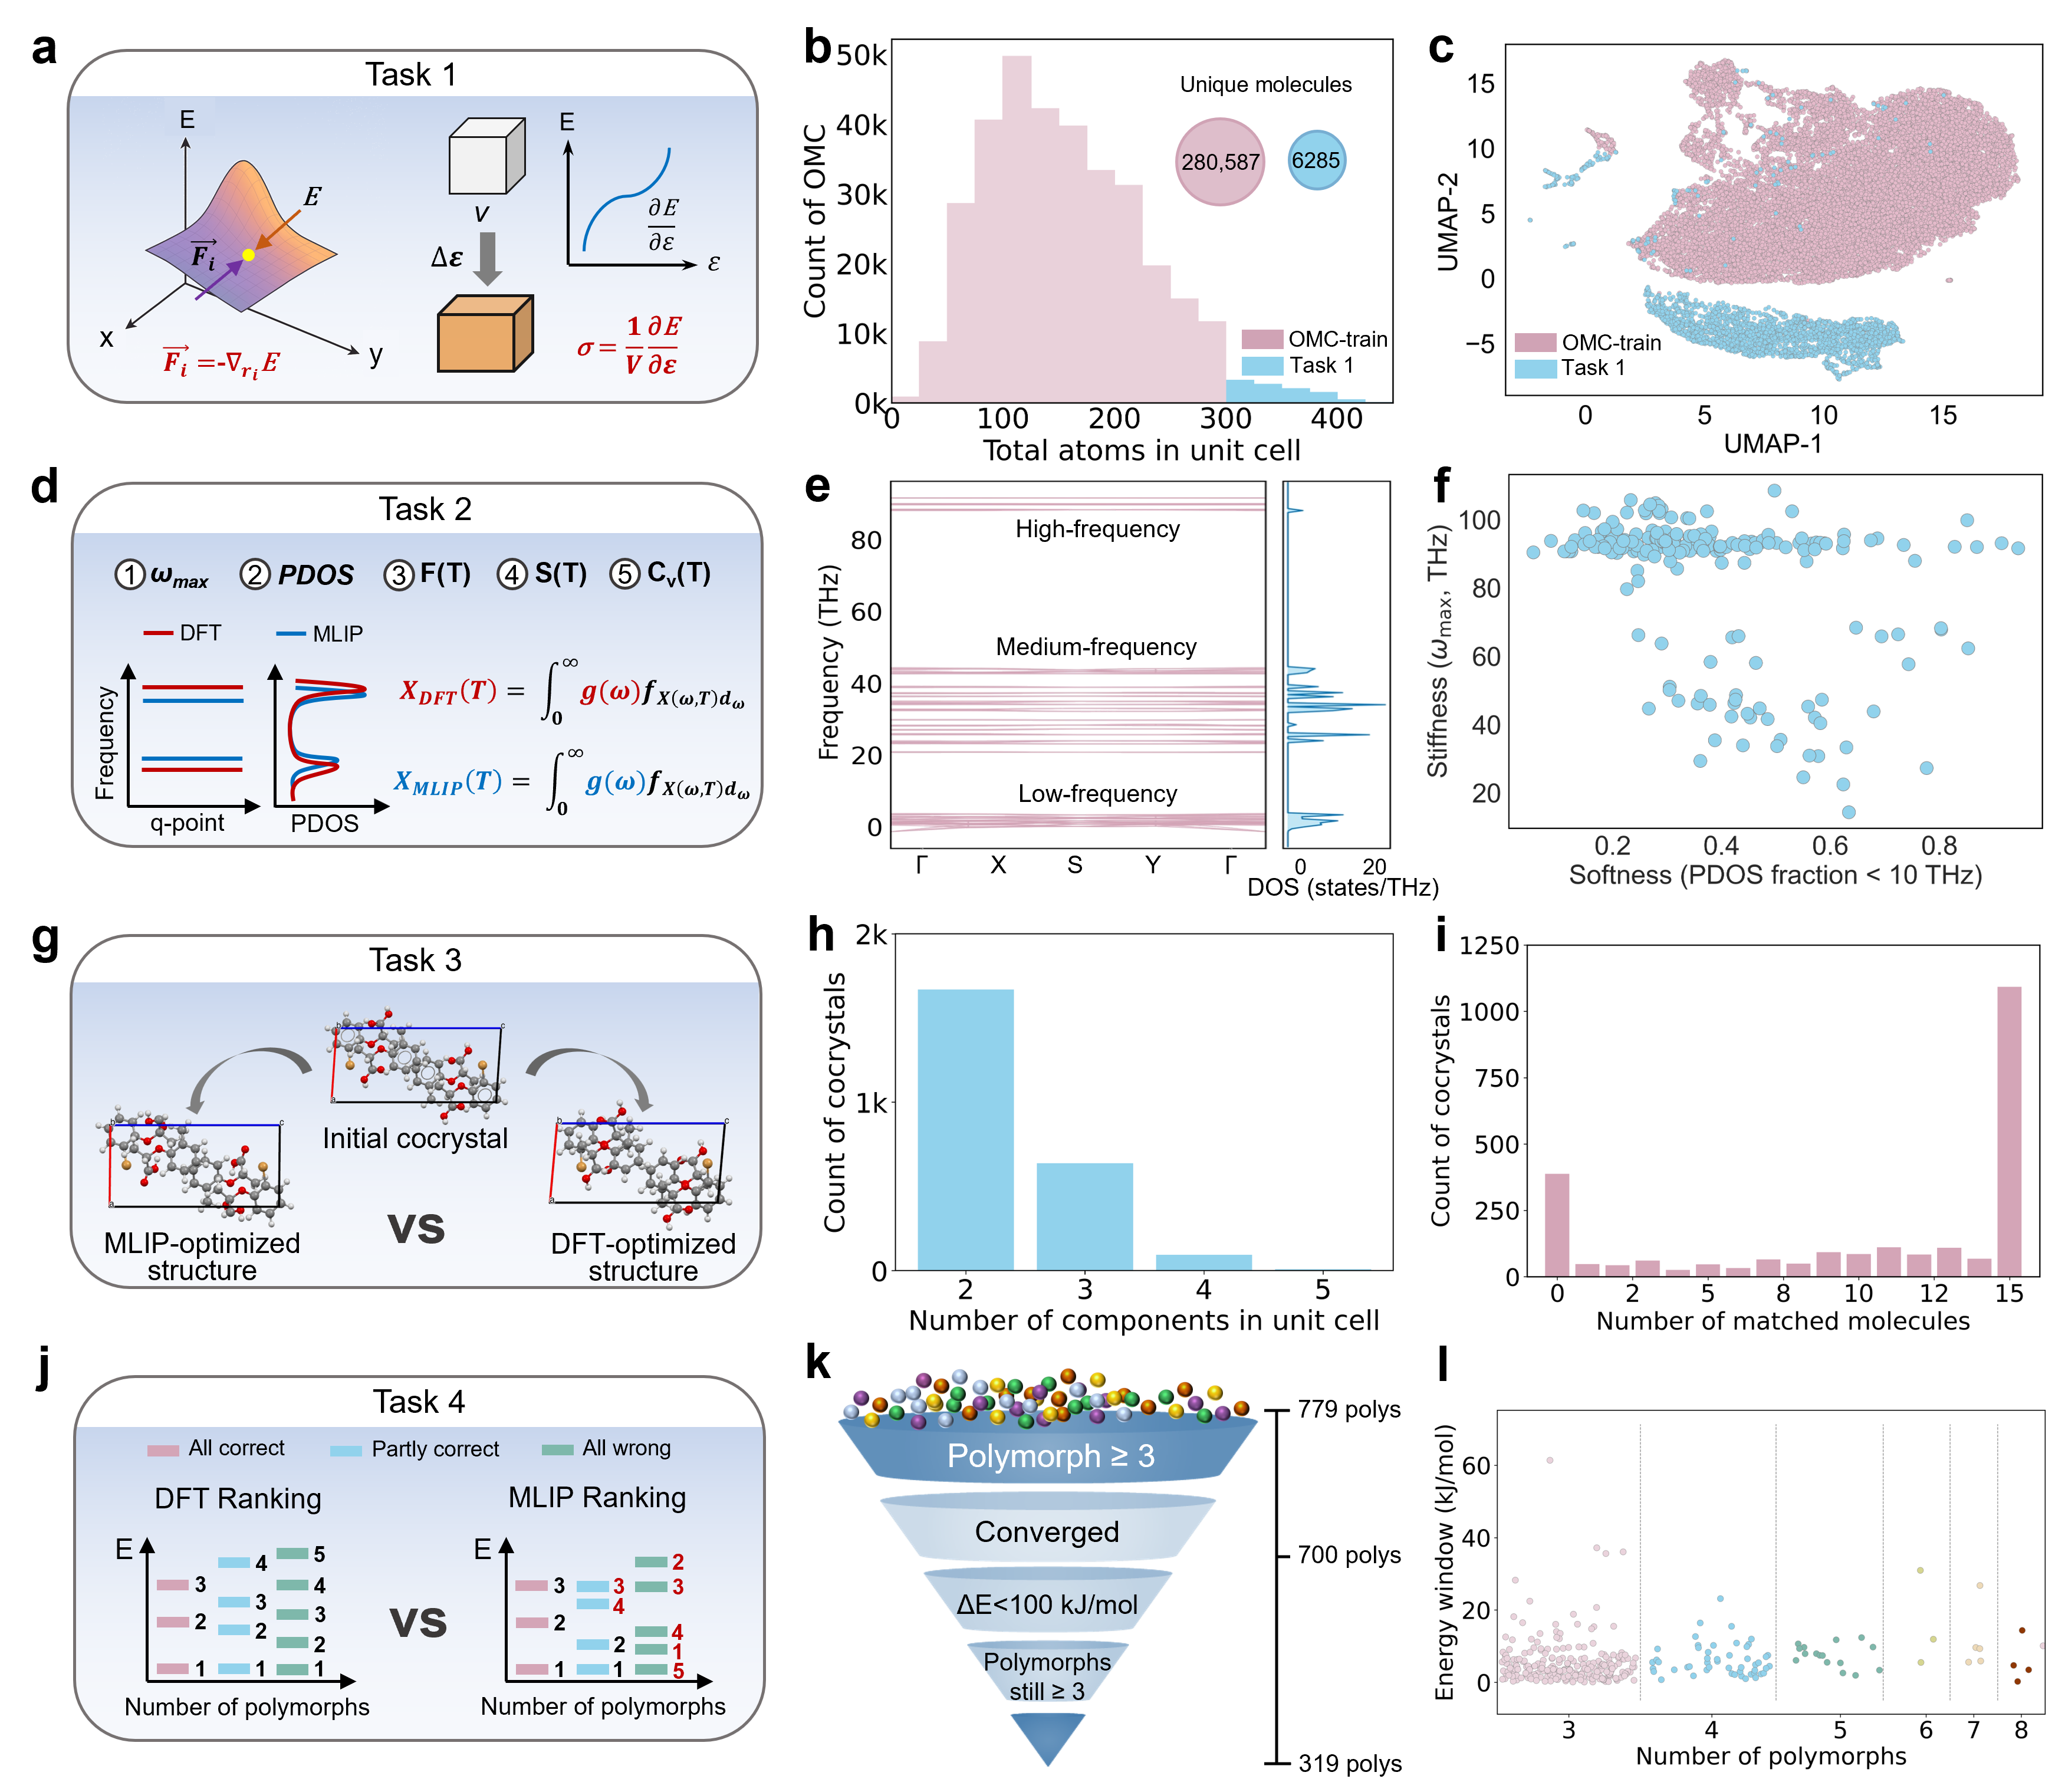 a
Task 1
E
E
F_i
x
y
F_i =-∇_{r_i} E
V
Δε
E
∂E
∂ε
ε
σ = 1 ∂E
V ∂ε
b
50k
40k
30k
20k
10k
0k
Count of OMC
Unique molecules
280,587
6285
OMC-train
Task 1
0 100 200 300 400
Total atoms in unit cell
c
15
10
5
0
−5
UMAP-2
OMC-train
Task 1
0 5 10 15
UMAP-1
d
Task 2
1 ω_max 2 PDOS 3 F(T) 4 S(T) 5 C_v(T)
DFT MLIP
Frequency
q-point
PDOS
X_DFT(T) = ∫_0^∞ g(ω)f_{X(ω,T)d_ω}
X_MLIP(T) = ∫_0^∞ g(ω)f_{X(ω,T)d_ω}
e
80
60
40
20
0
Frequency (THz)
High-frequency
Medium-frequency
Low-frequency
Γ X S Y Γ
0 20
DOS (states/THz)
f
100
80
60
40
20
Stiffness (ω_max, THz)
0.2 0.4 0.6 0.8
Softness (PDOS fraction < 10 THz)
g
Task 3
b c
a
Initial cocrystal
b c
a
b c
a
vs
MLIP-optimized
structure
DFT-optimized
structure
h
2k
1k
0
Count of cocrystals
2 3 4 5
Number of components in unit cell
i
1250
1000
750
500
250
0
Count of cocrystals
0 2 5 8 10 12 15
Number of matched molecules
j
Task 4
All correct Partly correct All wrong
DFT Ranking
MLIP Ranking
E
3
2
1
4
3
2
1
5
4
3
2
1
vs
E
3
2
1
3
4
2
1
2
3
4
1
5
Number of polymorphs
Number of polymorphs
k
Polymorph ≥ 3
Converged
ΔE<100 kJ/mol
Polymorphs
still ≥ 3
779 polys
700 polys
319 polys
l
60
40
20
0
Energy window (kJ/mol)
3 4 5 6 7 8
Number of polymorphs